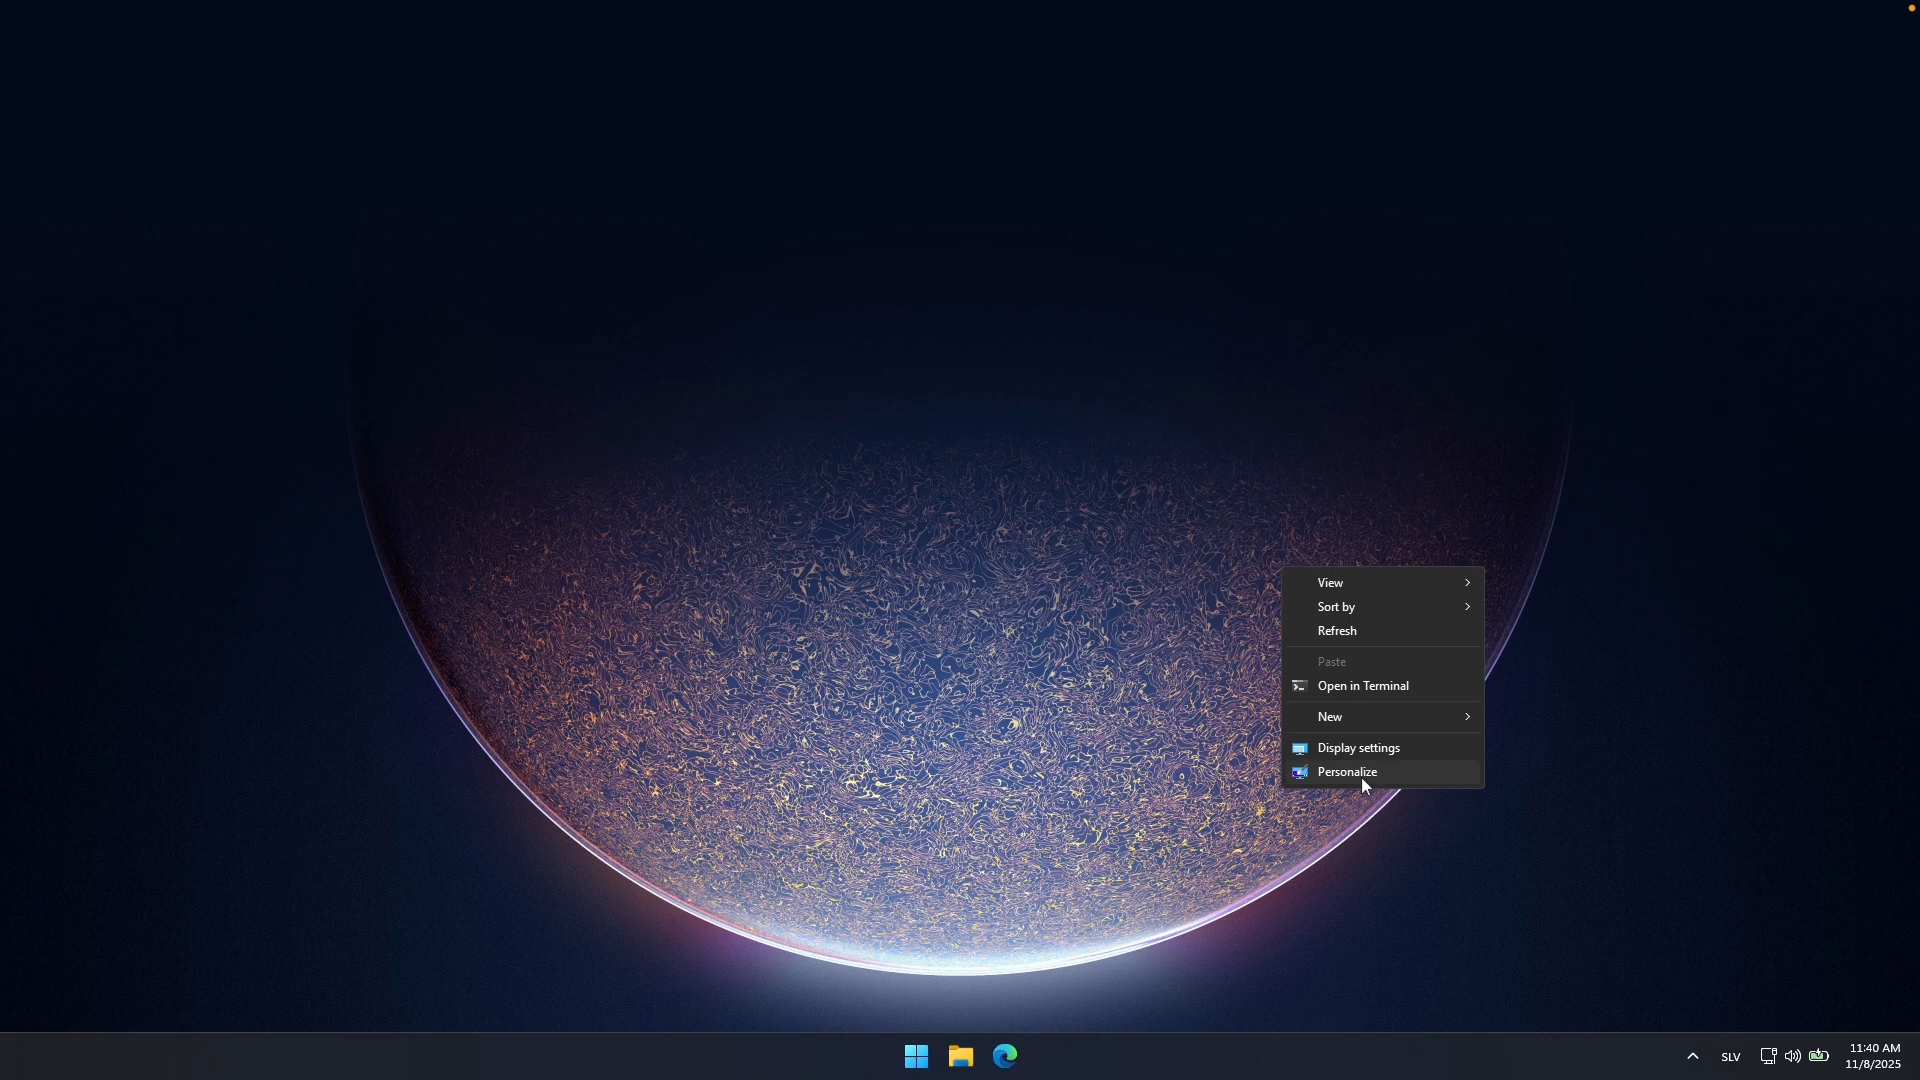 View
Sort by
Refresh
Paste
Open in Terminal
New
Display settings
Personalize
SLV
11:40 AM
11/8/2025